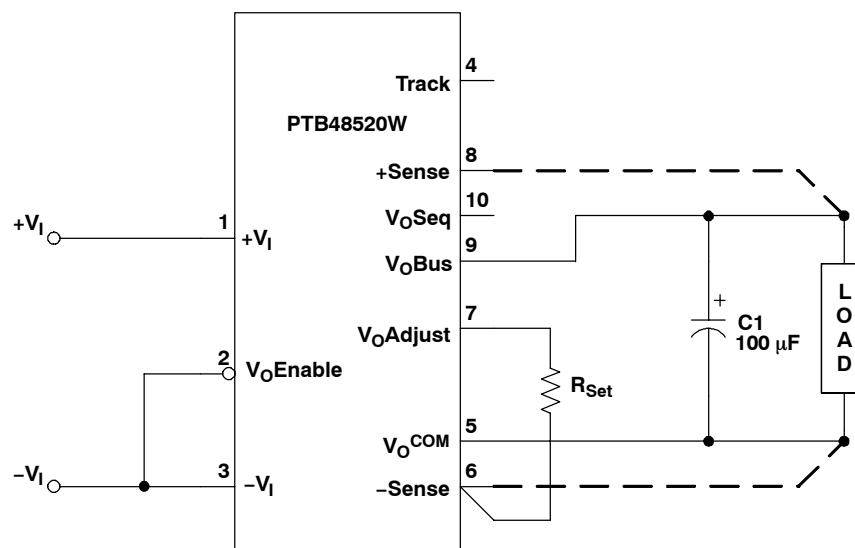 4
Track
PTB48520W
8
+Sense
10
VOSeq
9
VOBus
+VI
1
+VI
7
VOAdjust
2
VOEnable
RSet
+
C1
100 μF
L
O
A
D
5
VOCOM
6
−Sense
−VI
3
−VI